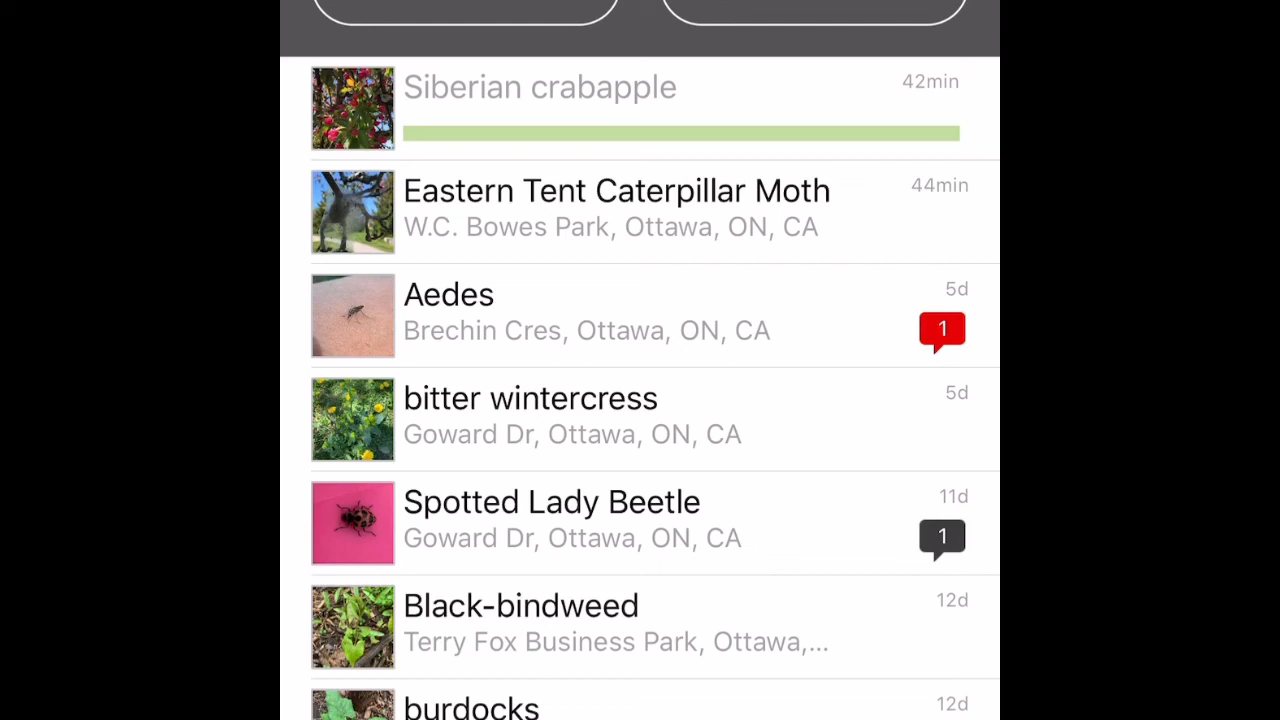 Siberian crabapple
42min
Eastern Tent Caterpillar Moth
44min
W.C. Bowes Park, Ottawa, ON, CA
Aedes
5d
Brechin Cres, Ottawa, ON, CA
1
bitter wintercress
5d
Goward Dr, Ottawa, ON, CA
Spotted Lady Beetle
11d
Goward Dr, Ottawa, ON, CA
1
Black-bindweed
12d
Terry Fox Business Park, Ottawa,...
burdocks
12d